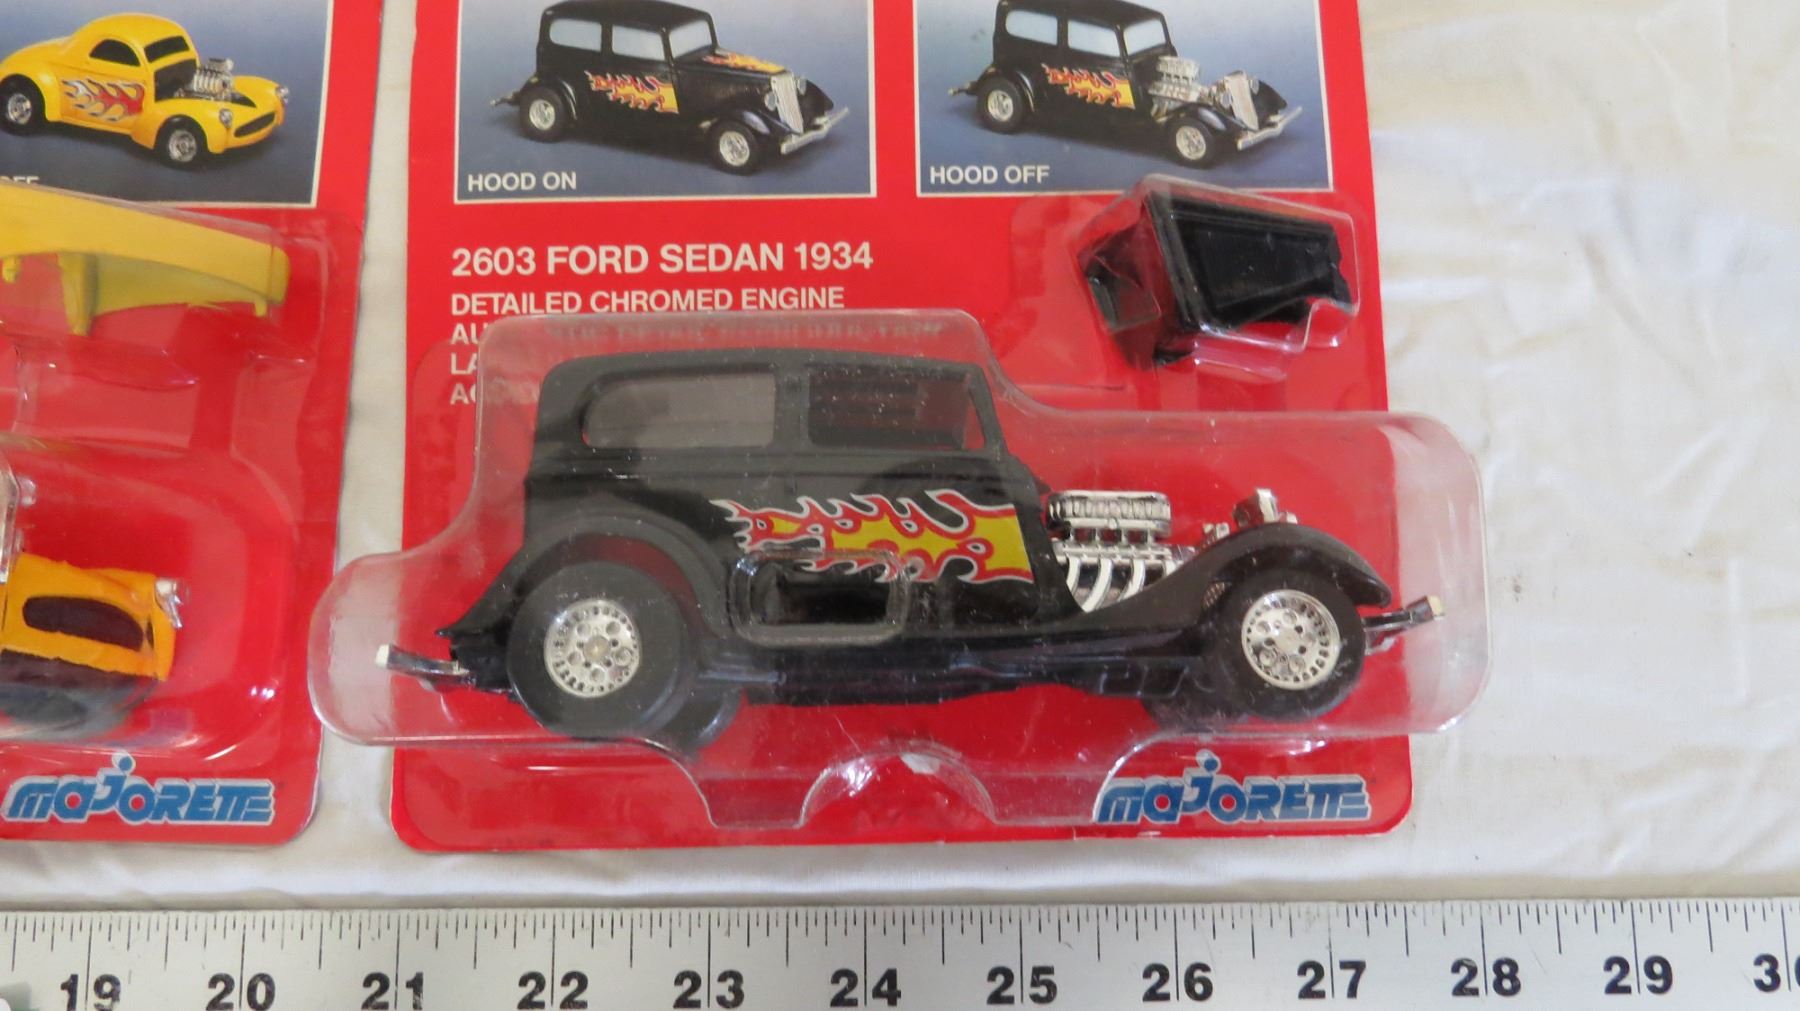 HOOD ON
HOOD OFF
2603 FORD SEDAN 1934
DETAILED CHROMED ENGINE
MAJORETTE
MAJORETTE
19 20 21 22 23 24 25 26 27 28 29